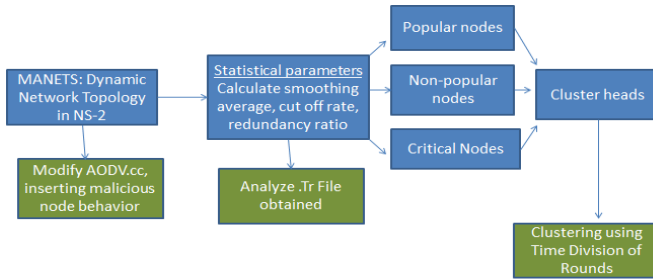 MANETS: Dynamic
Network Topology
in NS-2
Modify AODV.cc,
inserting malicious
node behavior
Statistical parameters
Calculate smoothing
average, cut off rate,
redundancy ratio
Analyze .Tr File
obtained
Popular nodes
Non-popular
nodes
Critical Nodes
Cluster heads
Clustering using
Time Division of
Rounds